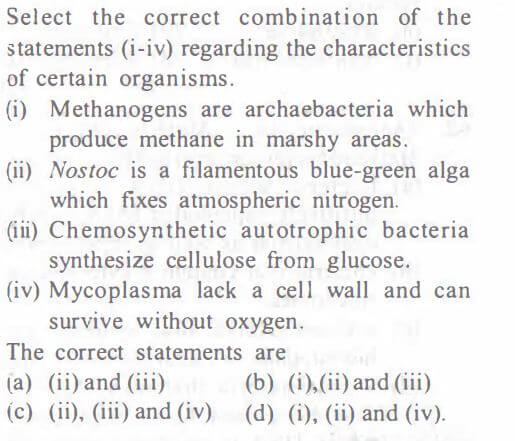 Select the correct combination of the
statements (i-iv) regarding the characteristics
of certain organisms.
(i) Methanogens are archaebacteria which
produce methane in marshy areas.
(ii) Nostoc is a filamentous blue-green alga
which fixes atmospheric nitrogen.
(iii) Chemosynthetic autotrophic bacteria
synthesize cellulose from glucose.
(iv) Mycoplasma lack a cell wall and can
survive without oxygen.
The correct statements are
(a) (ii) and (iii) (b) (i),(ii) and (iii)
(c) (ii), (iii) and (iv) (d) (i), (ii) and (iv).